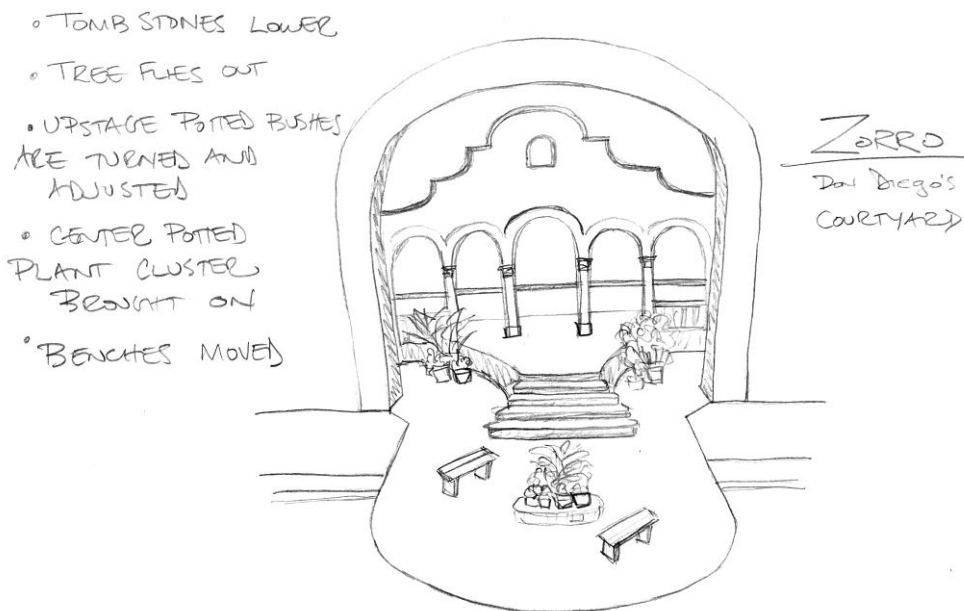 • TOMB STONES LOWER
• TREE FLIES OUT
• UPSTAGE POTTED BUSHES
ARE TURNED AND
ADJUSTED
• CENTER POTTED
PLANT CLUSTER
BROUGHT ON
• BENCHES MOVED
ZORRO
Don Diego's
COURTYARD